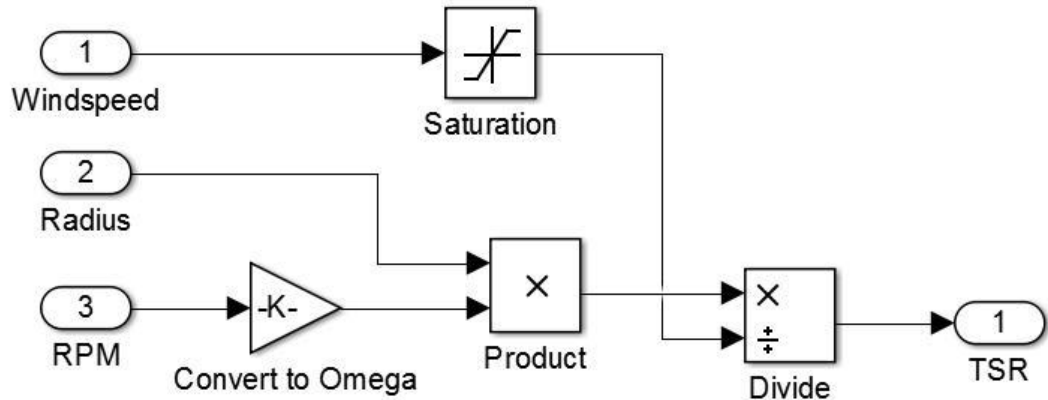 1
Windspeed
Saturation
2
Radius
3
RPM
-K-
Convert to Omega
×
Product
×
÷
Divide
1
TSR